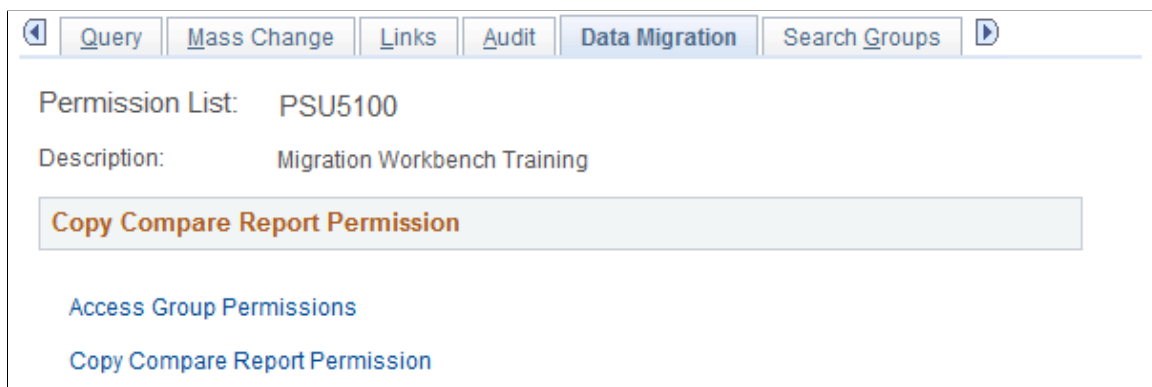 Query Mass Change Links Audit Data Migration Search Groups
Permission List: PSU5100
Description: Migration Workbench Training
Copy Compare Report Permission
Access Group Permissions
Copy Compare Report Permission